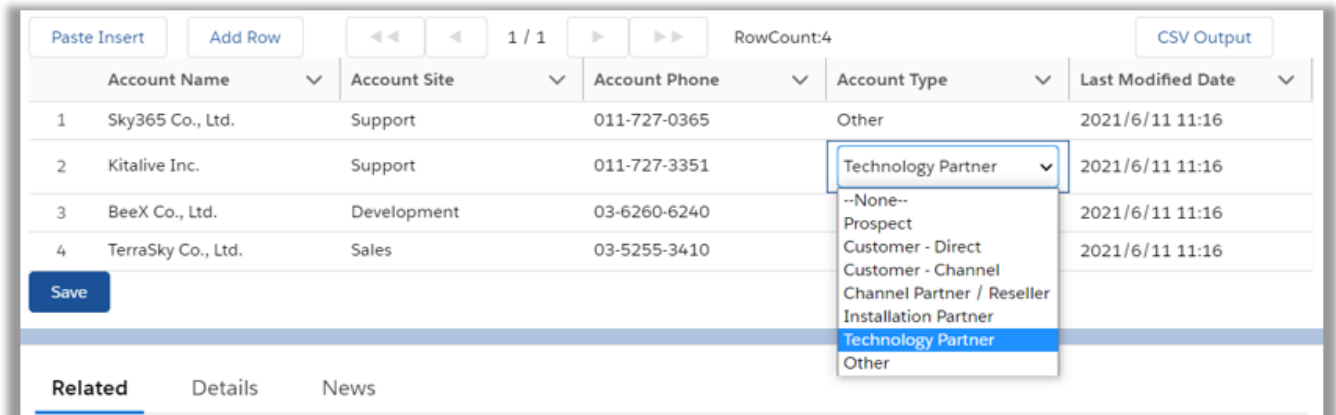 Paste Insert Add Row 1 / 1 RowCount:4 CSV Output
Account Name Account Site Account Phone Account Type Last Modified Date
1 Sky365 Co., Ltd. Support 011-727-0365 Other 2021/6/11 11:16
2 Kitalive Inc. Support 011-727-3351 Technology Partner 2021/6/11 11:16
--None--
3 BeeX Co., Ltd. Development 03-6260-6240 2021/6/11 11:16
Prospect
Customer - Direct
4 TerraSky Co., Ltd. Sales 03-5255-3410 2021/6/11 11:16
Customer - Channel
Channel Partner / Reseller
Save
Installation Partner
Technology Partner
Other
Related Details News